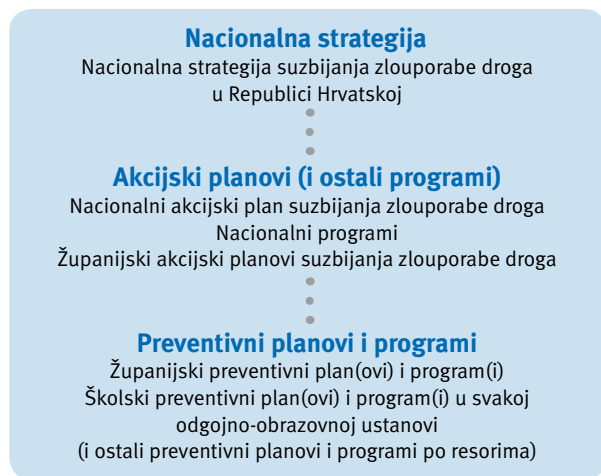 Nacionalna strategija
Nacionalna strategija suzbijanja zlouporabe droga
u Republici Hrvatskoj
Akcijski planovi (i ostali programi)
Nacionalni akcijski plan suzbijanja zlouporabe droga
Nacionalni programi
Županijski akcijski planovi suzbijanja zlouporabe droga
Preventivni planovi i programi
Županijski preventivni plan(ovi) i program(i)
Školski preventivni plan(ovi) i program(i) u svakoj
odgojno-obrazovnoj ustanovi
(i ostali preventivni planovi i programi po resorima)